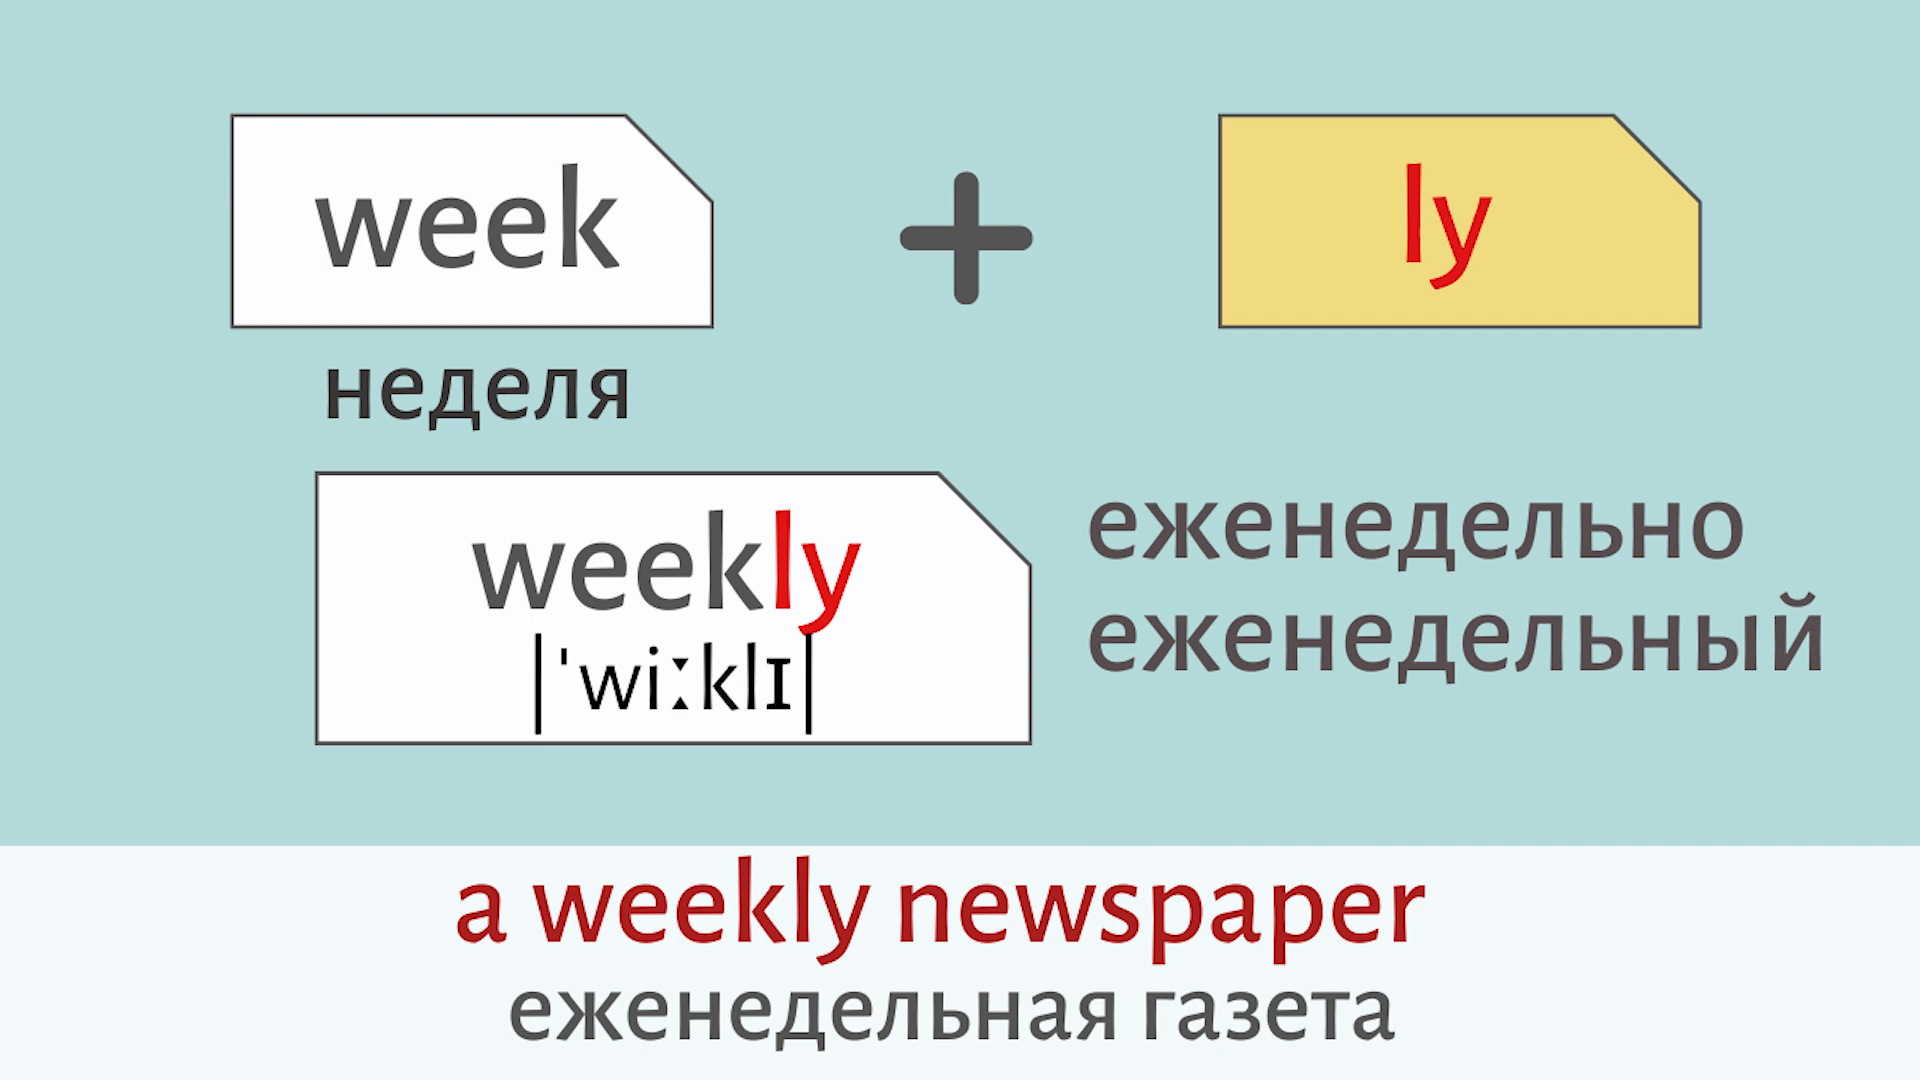 week + ly
неделя
weekly
|ˈwiːklɪ|
еженедельно
еженедельный
a weekly newspaper
еженедельная газета